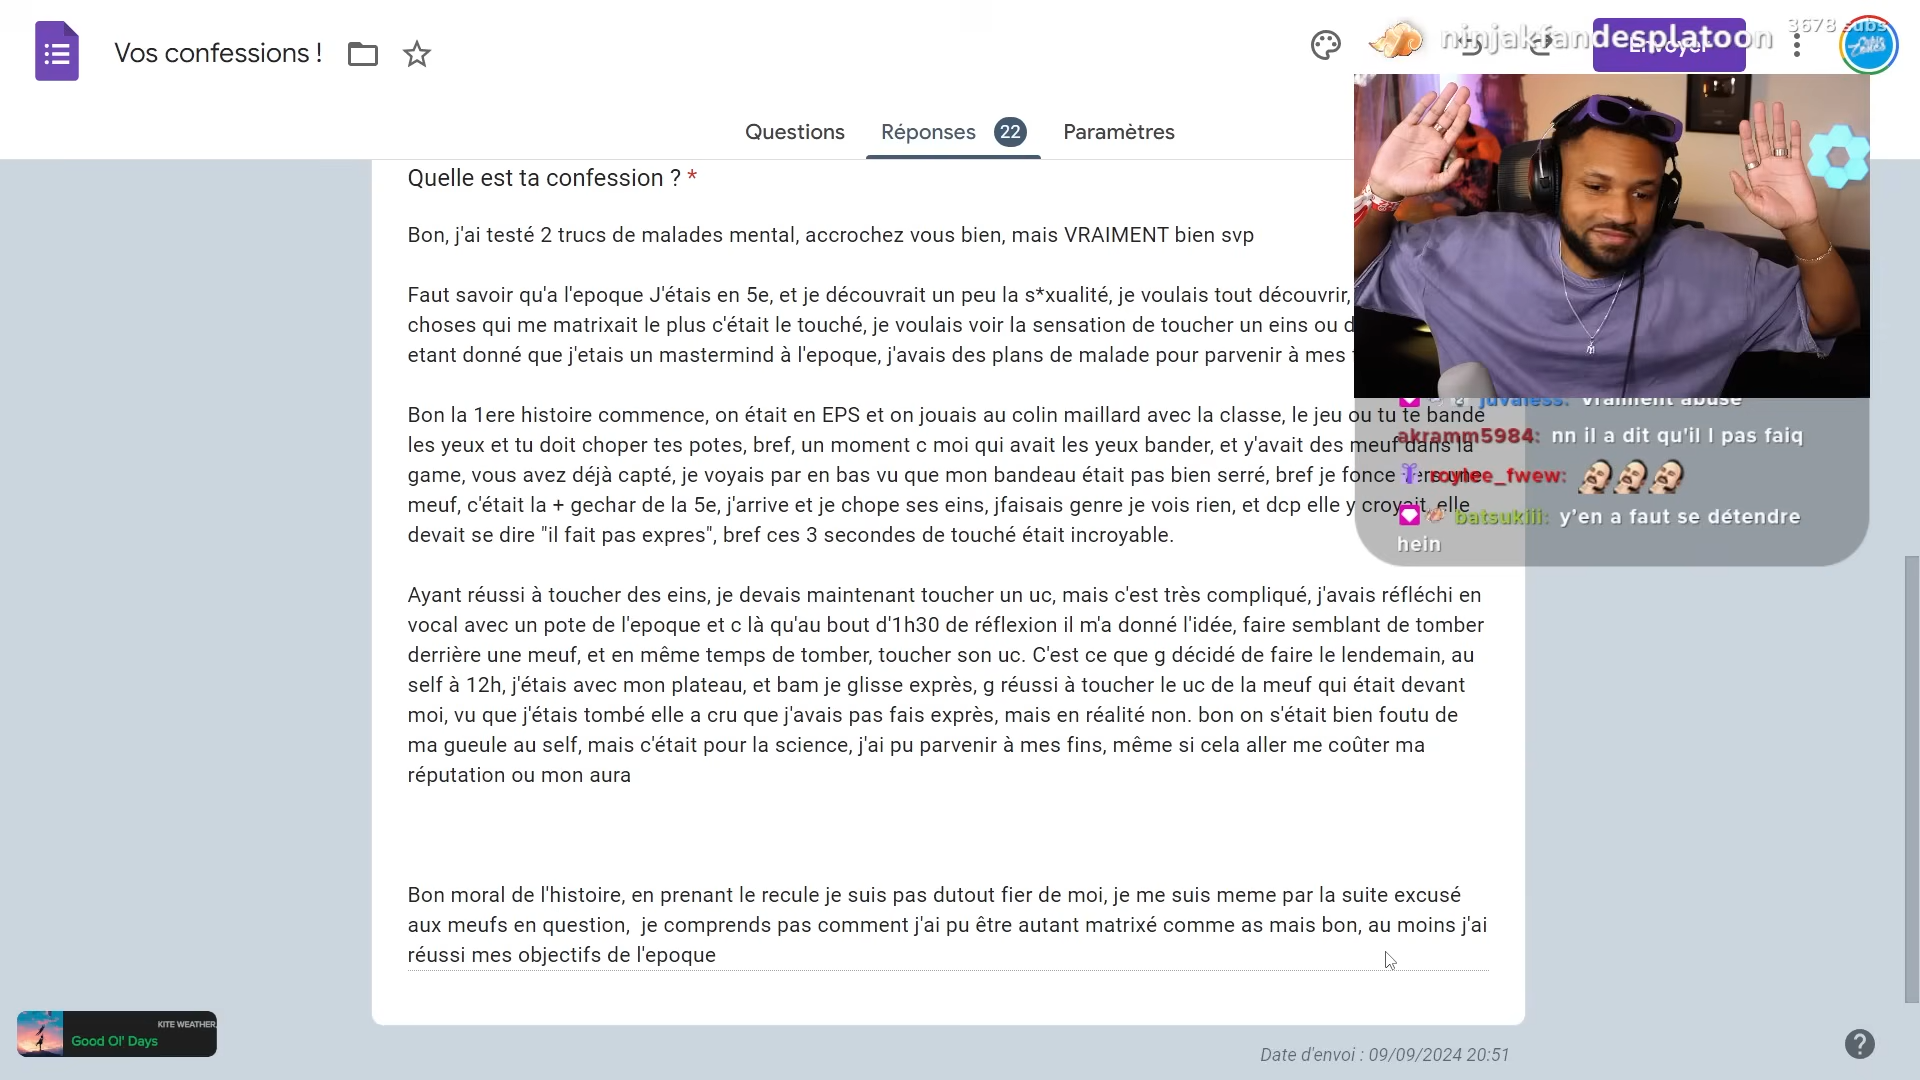 Vos confessions !
ninjakfandesplatoon
3678 subs
Envoyer
Questions
Réponses 22
Paramètres
Quelle est ta confession ? *
Bon, j'ai testé 2 trucs de malades mental, accrochez vous bien, mais VRAIMENT bien svp
Faut savoir qu'a l'epoque J'étais en 5e, et je découvrait un peu la s*xualité, je voulais tout découvrir,
choses qui me matrixait le plus c'était le touché, je voulais voir la sensation de toucher un eins ou
etant donné que j'etais un mastermind à l'epoque, j'avais des plans de malade pour parvenir à mes
Bon la 1ere histoire commence, on était en EPS et on jouais au colin maillard avec la classe, le jeu ou tu te bande
les yeux et tu doit choper tes potes, bref, un moment c moi qui avait les yeux bander, et y'avait des meuf dans la
game, vous avez déjà capté, je voyais par en bas vu que mon bandeau était pas bien serré, bref je fonce vers une
meuf, c'était la + gechar de la 5e, j'arrive et je chope ses eins, jfaisais genre je vois rien, et dcp elle y croyait, elle
devait se dire "il fait pas expres", bref ces 3 secondes de touché était incroyable.
Ayant réussi à toucher des eins, je devais maintenant toucher un uc, mais c'est très compliqué, j'avais réfléchi en
vocal avec un pote de l'epoque et c là qu'au bout d'1h30 de réflexion il m'a donné l'idée, faire semblant de tomber
derrière une meuf, et en même temps de tomber, toucher son uc. C'est ce que g décidé de faire le lendemain, au
self à 12h, j'étais avec mon plateau, et bam je glisse exprès, g réussi à toucher le uc de la meuf qui était devant
moi, vu que j'étais tombé elle a cru que j'avais pas fais exprès, mais en réalité non. bon on s'était bien foutu de
ma gueule au self, mais c'était pour la science, j'ai pu parvenir à mes fins, même si cela aller me coûter ma
réputation ou mon aura
Bon moral de l'histoire, en prenant le recule je suis pas dutout fier de moi, je me suis meme par la suite excusé
aux meufs en question,  je comprends pas comment j'ai pu être autant matrixé comme as mais bon, au moins j'ai
réussi mes objectifs de l'epoque
Date d'envoi : 09/09/2024 20:51
juvaless: vraiment abusé
akramm5984: nn il a dit qu'il l pas faiq
roylee_fwew:
batsukiii: y'en a faut se détendre
hein
KITE WEATHER
Good Ol' Days